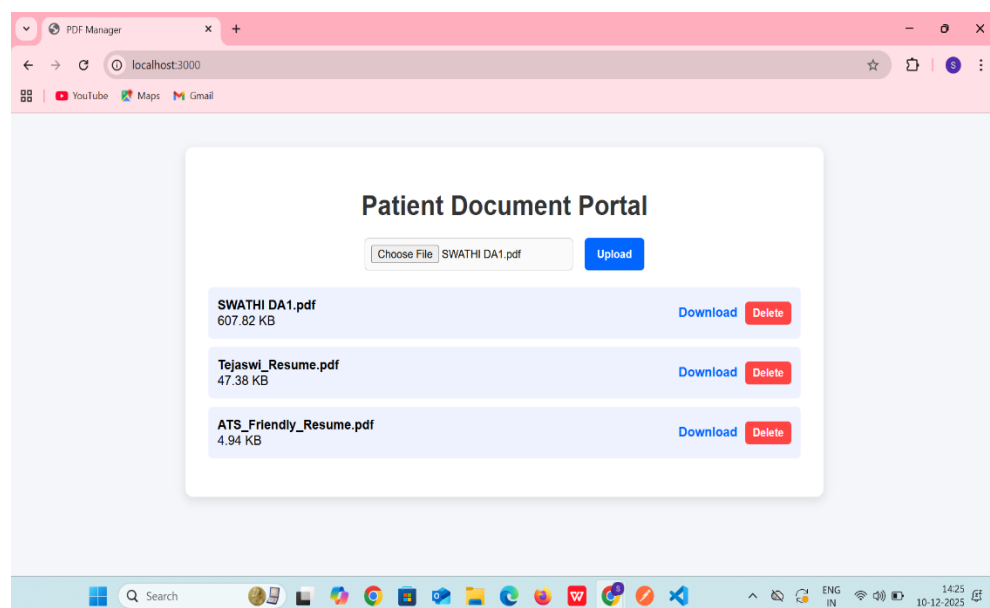 PDF Manager
localhost:3000
S
YouTube Maps Gmail
Patient Document Portal
Choose File SWATHI DA1.pdf Upload
SWATHI DA1.pdf
607.82 KB
Download Delete
Tejaswi_Resume.pdf
47.38 KB
Download Delete
ATS_Friendly_Resume.pdf
4.94 KB
Download Delete
Search
W
ENG
IN
14:25
10-12-2025